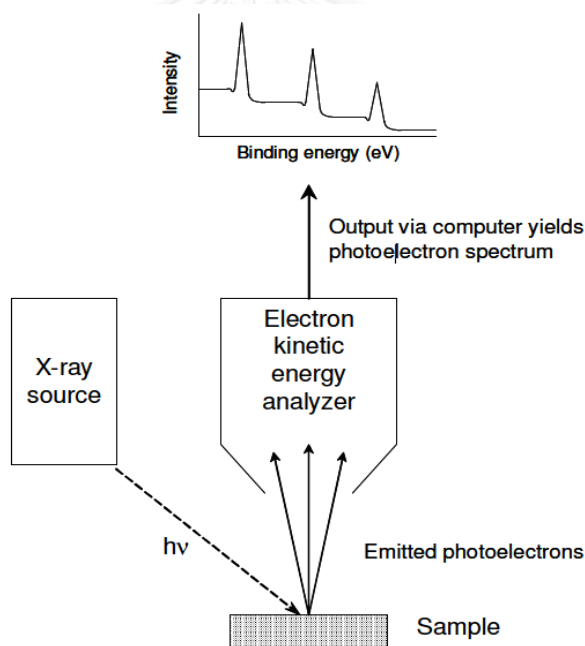 Intensity
Binding energy (eV)
Output via computer yields
photoelectron spectrum
Electron
kinetic
energy
analyzer
X-ray
source
hν
Emitted photoelectrons
Sample